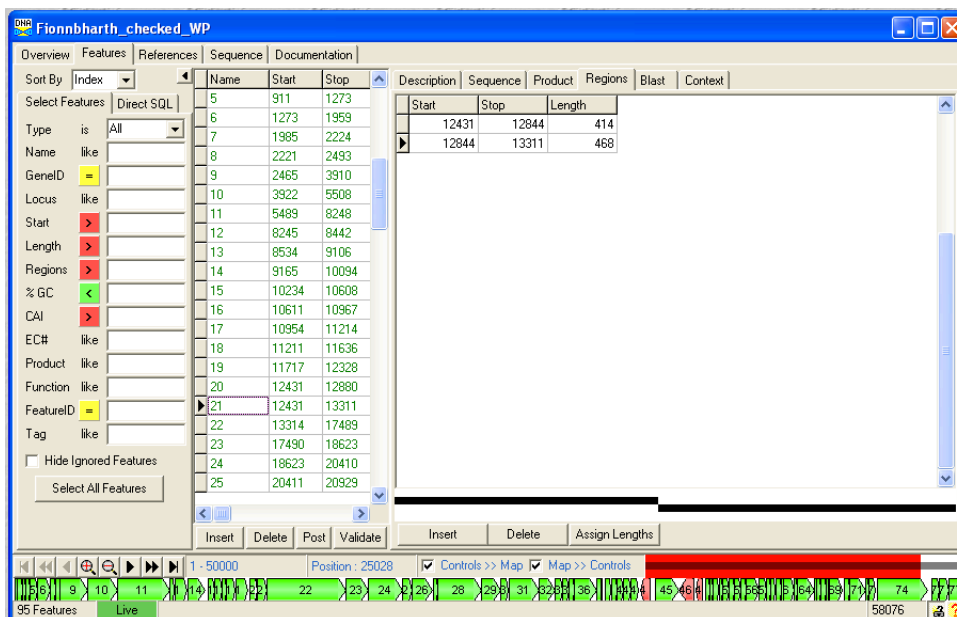 Fionnbharth_checked_WP
Overview Features References Sequence Documentation
Sort By Index
Select Features Direct SQL
Type is All
Name like
GeneID =
Locus like
Start >
Length >
Regions >
% GC <
CAI >
EC# like
Product like
Function like
FeatureID =
Tag like
Hide Ignored Features
Select All Features
Name Start Stop
5 911 1273
6 1273 1959
7 1985 2224
8 2221 2493
9 2465 3910
10 3922 5508
11 5489 8248
12 8245 8442
13 8534 9106
14 9165 10094
15 10234 10608
16 10611 10967
17 10954 11214
18 11211 11636
19 11717 12328
20 12431 12880
21 12431 13311
22 13314 17489
23 17490 18623
24 18623 20410
25 20411 20929
Insert Delete Post Validate
Description Sequence Product Regions Blast Context
Start Stop Length
12431 12844 414
12844 13311 468
Insert Delete Assign Lengths
1 - 50000 Position : 25028 Controls >> Map Map >> Controls
9 10 11 22 23 24 28 31 36 45 74
95 Features Live 58076